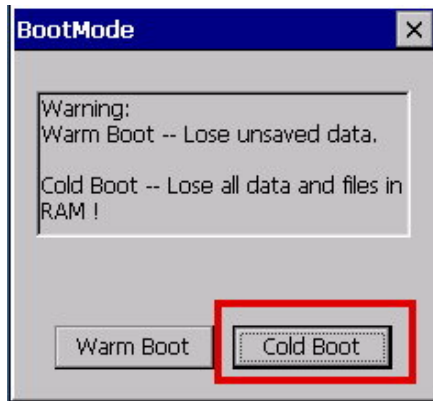 BootMode
Warning:
Warm Boot -- Lose unsaved data.
Cold Boot -- Lose all data and files in
RAM !
Warm Boot
Cold Boot